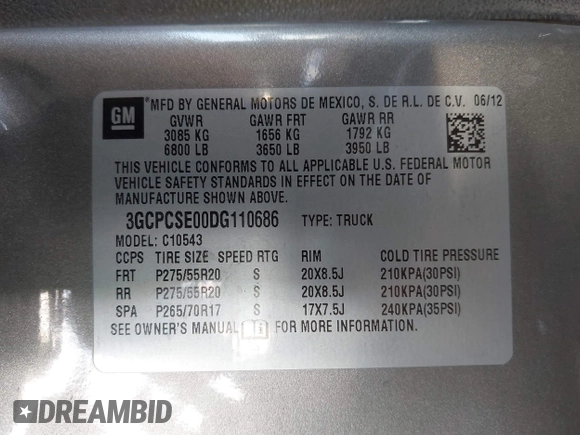 GM MFD BY GENERAL MOTORS DE MEXICO, S. DE R.L. DE C.V. 06/12
GVWR GAWR FRT GAWR RR
3085 KG 1656 KG 1792 KG
6800 LB 3650 LB 3950 LB
THIS VEHICLE CONFORMS TO ALL APPLICABLE U.S. FEDERAL MOTOR
VEHICLE SAFETY STANDARDS IN EFFECT ON THE DATE OF
MANUFACTURE SHOWN ABOVE.
3GCPCSE00DG110686 TYPE: TRUCK
MODEL: C10543
CCPS TIRE SIZE SPEED RTG RIM COLD TIRE PRESSURE
FRT P275/55R20 S 20X8.5J 210KPA(30PSI)
RR P275/55R20 S 20X8.5J 210KPA(30PSI)
SPA P265/70R17 S 17X7.5J 240KPA(35PSI)
SEE OWNER'S MANUAL FOR MORE INFORMATION.
DREAMBID